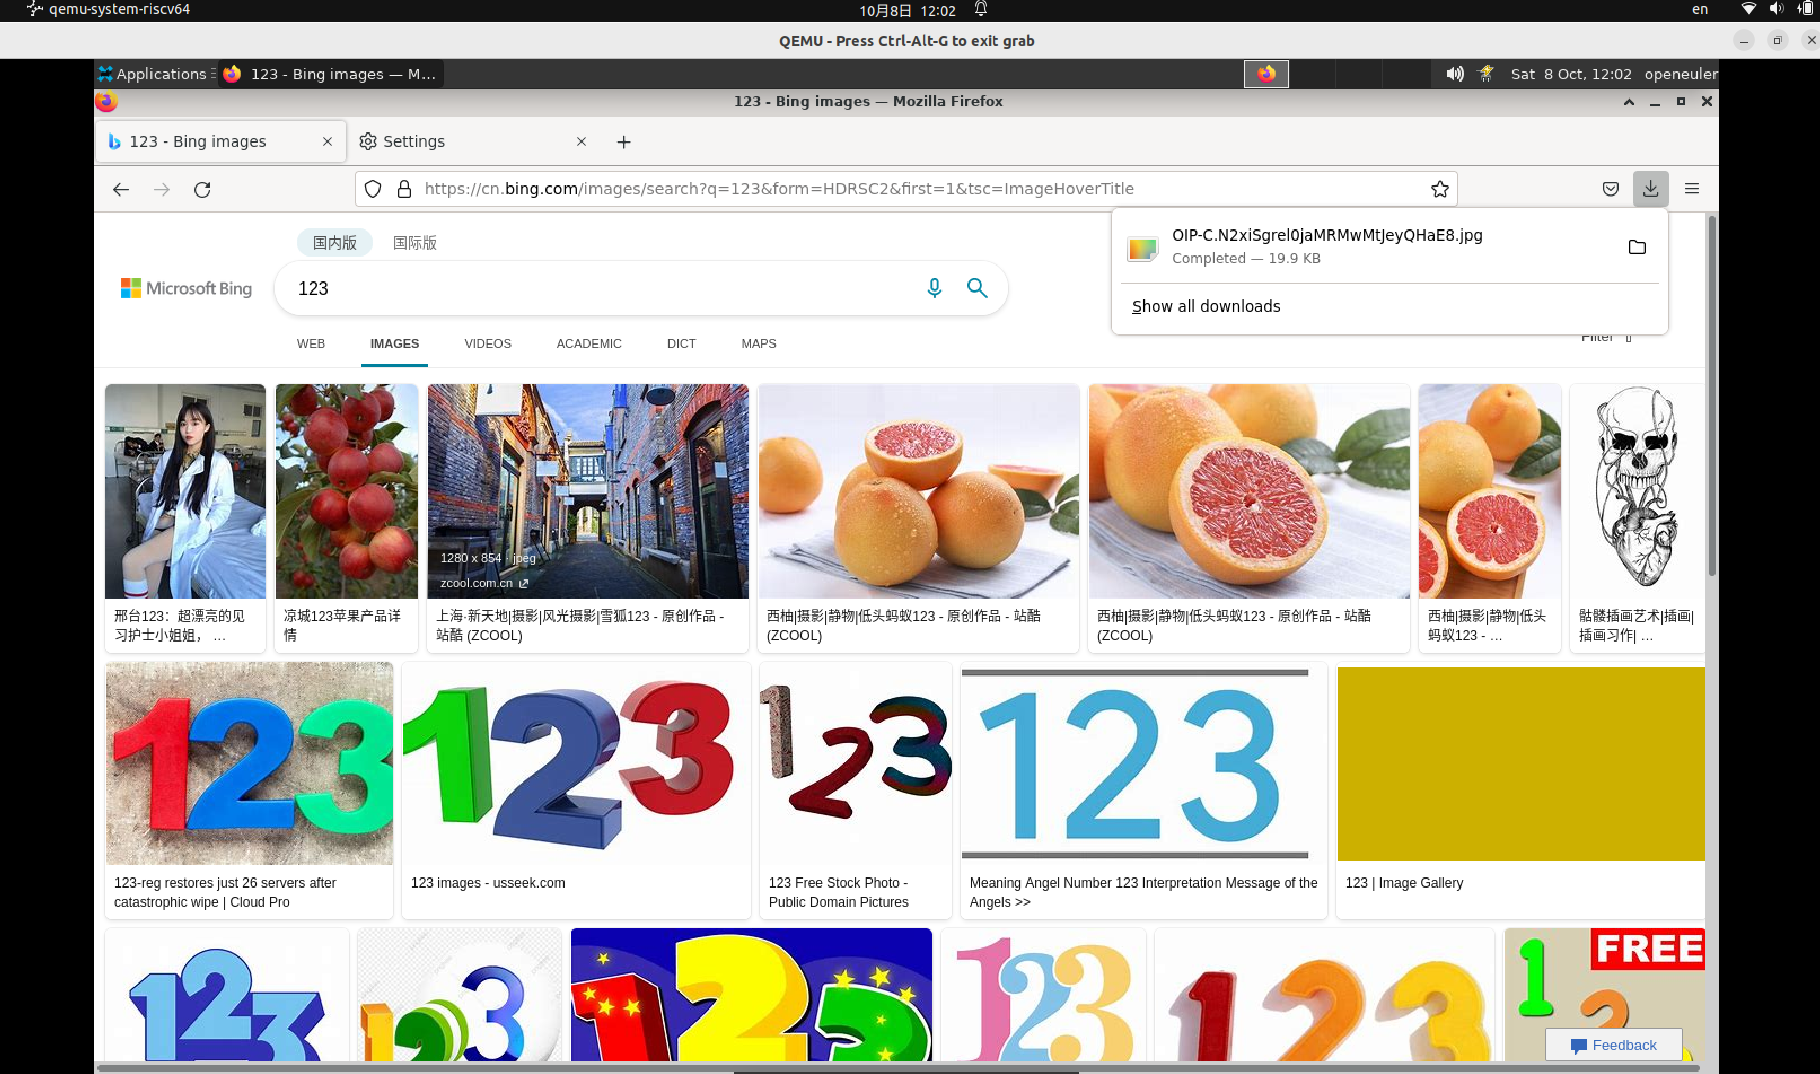 qemu-system-riscv64
10月8日 12:02
en
QEMU - Press Ctrl-Alt-G to exit grab
Applications
123 - Bing images — M...
Sat 8 Oct, 12:02
openeuler
123 - Bing images — Mozilla Firefox
123 - Bing images
Settings
https://cn.bing.com/images/search?q=123&form=HDRSC2&first=1&tsc=ImageHoverTitle
OIP-C.N2xiSgrel0jaMRMwMtJeyQHaE8.jpg
Completed — 19.9 KB
Show all downloads
国内版
国际版
Microsoft Bing
123
WEB
IMAGES
VIDEOS
ACADEMIC
DICT
MAPS
Filter
1280 x 854 · jpeg
zcool.com.cn
邢台123：超漂亮的见
习护士小姐姐， ...
凉城123苹果产品详
情
上海·新天地|摄影|风光摄影|雪狐123 - 原创作品 -
站酷 (ZCOOL)
西柚|摄影|静物|低头蚂蚁123 - 原创作品 - 站酷
(ZCOOL)
西柚|摄影|静物|低头蚂蚁123 - 原创作品 - 站酷
(ZCOOL)
西柚|摄影|静物|低头
蚂蚁123 - ...
骷髅插画艺术|插画|
插画习作| ...
123
123
123
123
123-reg restores just 26 servers after
catastrophic wipe | Cloud Pro
123 images - usseek.com
123 Free Stock Photo -
Public Domain Pictures
Meaning Angel Number 123 Interpretation Message of the
Angels >>
123 | Image Gallery
123
123
123
123
123
FREE
1
2
Feedback